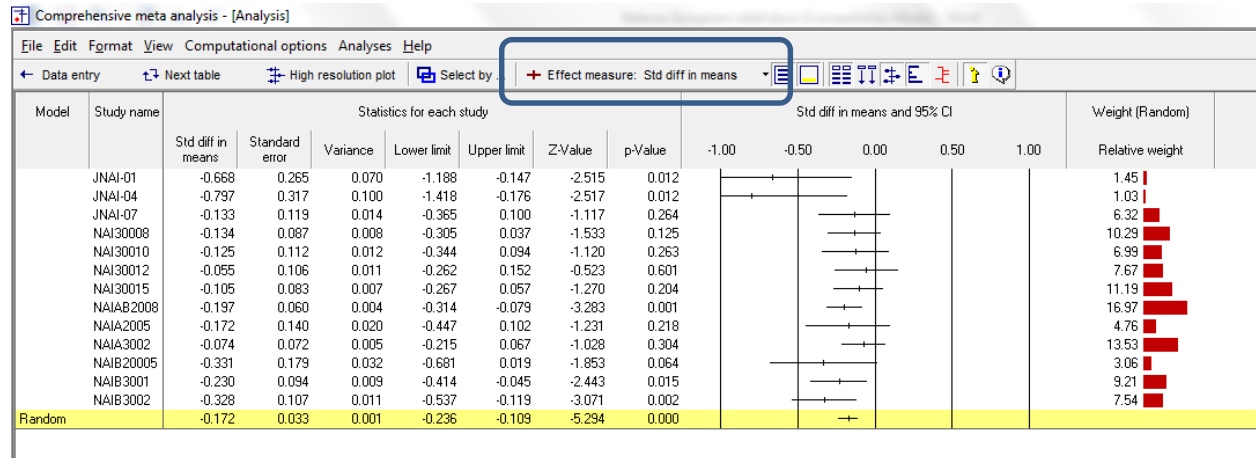 Comprehensive meta analysis - [Analysis]
File Edit Format View Computational options Analyses Help
← Data entry Next table High resolution plot Select by ... + Effect measure: Std diff in means
Model Study name Statistics for each study Std diff in means and 95% CI Weight (Random)
Std diff in means Standard error Variance Lower limit Upper limit Z-Value p-Value -1.00 -0.50 0.00 0.50 1.00 Relative weight
JNAI-01 -0.668 0.265 0.070 -1.188 -0.147 -2.515 0.012 1.45
JNAI-04 -0.797 0.317 0.100 -1.418 -0.176 -2.517 0.012 1.03
JNAI-07 -0.133 0.119 0.014 -0.365 0.100 -1.117 0.264 6.32
NAI30008 -0.134 0.087 0.008 -0.305 0.037 -1.533 0.125 10.29
NAI30010 -0.125 0.112 0.012 -0.344 0.094 -1.120 0.263 6.99
NAI30012 -0.055 0.106 0.011 -0.262 0.152 -0.523 0.601 7.67
NAI30015 -0.105 0.083 0.007 -0.267 0.057 -1.270 0.204 11.19
NAIAB2008 -0.197 0.060 0.004 -0.314 -0.079 -3.283 0.001 16.97
NAIA2005 -0.172 0.140 0.020 -0.447 0.102 -1.231 0.218 4.76
NAIA3002 -0.074 0.072 0.005 -0.215 0.067 -1.028 0.304 13.53
NAIB20005 -0.331 0.179 0.032 -0.681 0.019 -1.853 0.064 3.06
NAIB3001 -0.230 0.094 0.009 -0.414 -0.045 -2.443 0.015 9.21
NAIB3002 -0.328 0.107 0.011 -0.537 -0.119 -3.071 0.002 7.54
Random -0.172 0.033 0.001 -0.236 -0.109 -5.294 0.000